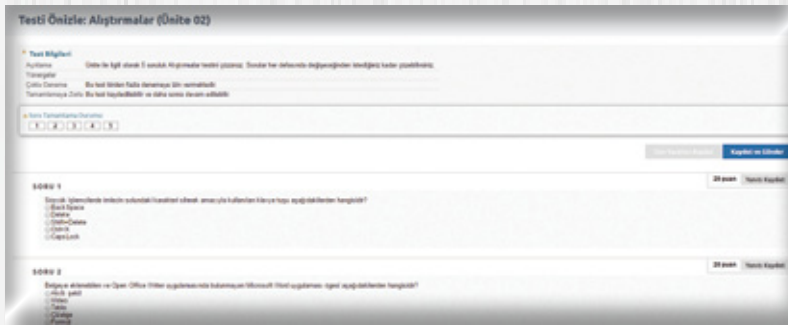 Testi Önizle: Alıştırmalar (Ünite 02)
Test Bilgileri
Açıklama Ünite ile ilgili olarak 5 soruluk Alıştırmalar testini çözünüz. Sorular her defasında değişeceğinden istediğiniz kadar çözebilirsiniz.
Yönergeler
Çoklu Deneme Bu test birden fazla denemeye izin vermektedir
Tamamlamaya Zorla Bu test kaydedilebilir ve daha sonra devam edilebilir.
Soru Tamamlama Durumu:
1 2 3 4 5
Kaydet ve Gönder
SORU 1
20 puan Yanıtı Kaydet
Sözcük işlemcilerde imlecin solundaki karakteri silmek amacıyla kullanılan klavye tuşu aşağıdakilerden hangisidir?
Back Space
Delete
Shift+Delete
Ctrl+X
Caps Lock
SORU 2
20 puan Yanıtı Kaydet
Belgeye eklenebilen ve Open Office Writer uygulamasında bulunmayan Microsoft Word uygulaması ögesi aşağıdakilerden hangisidir?
Akıllı şekil
Video
Tablo
Çizelge
Formül